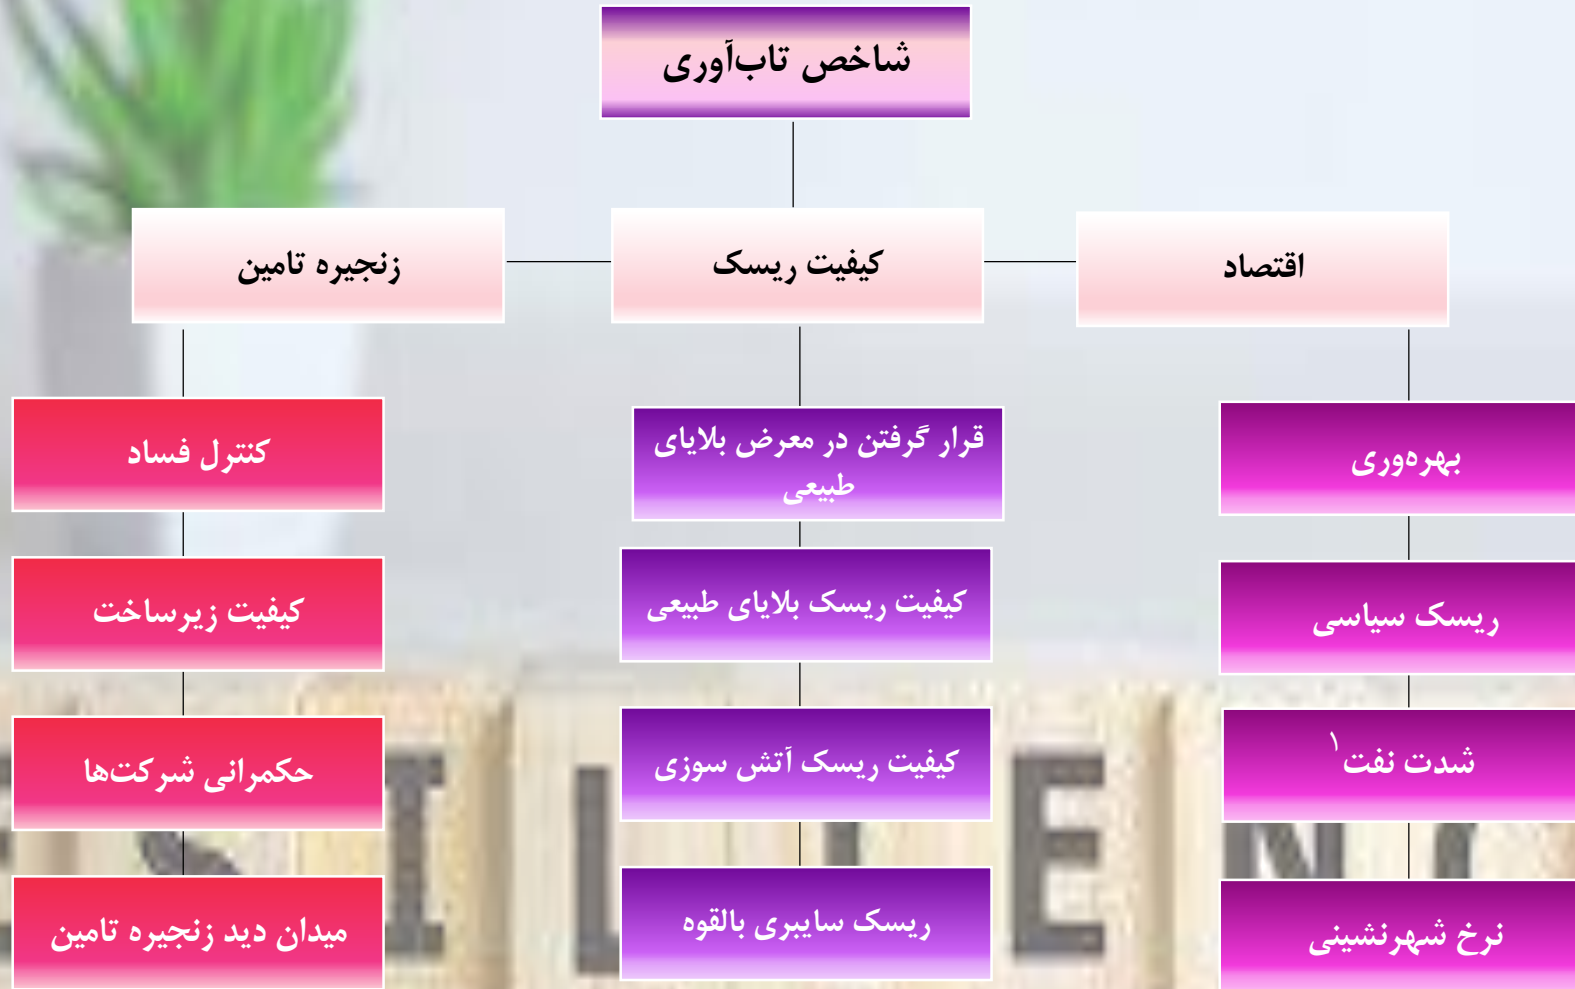 شاخص تاب‌آوری
اقتصاد
کیفیت ریسک
زنجیره تامین
بهره‌وری
ریسک سیاسی
شدت نفت۱
نرخ شهرنشینی
قرار گرفتن در معرض بلایای
طبیعی
کیفیت ریسک بلایای طبیعی
کیفیت ریسک آتش سوزی
ریسک سایبری بالقوه
کنترل فساد
کیفیت زیرساخت
حکمرانی شرکت‌ها
میدان دید زنجیره تامین